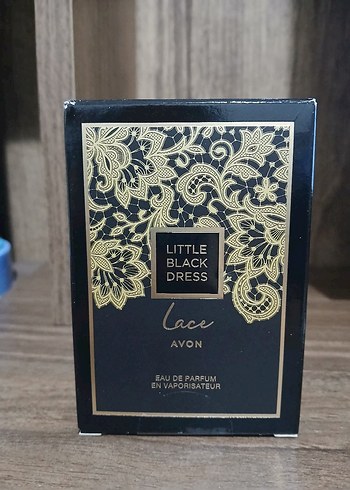 LITTLE
BLACK
DRESS
Lace
AVON
EAU DE PARFUM
EN VAPORISATEUR